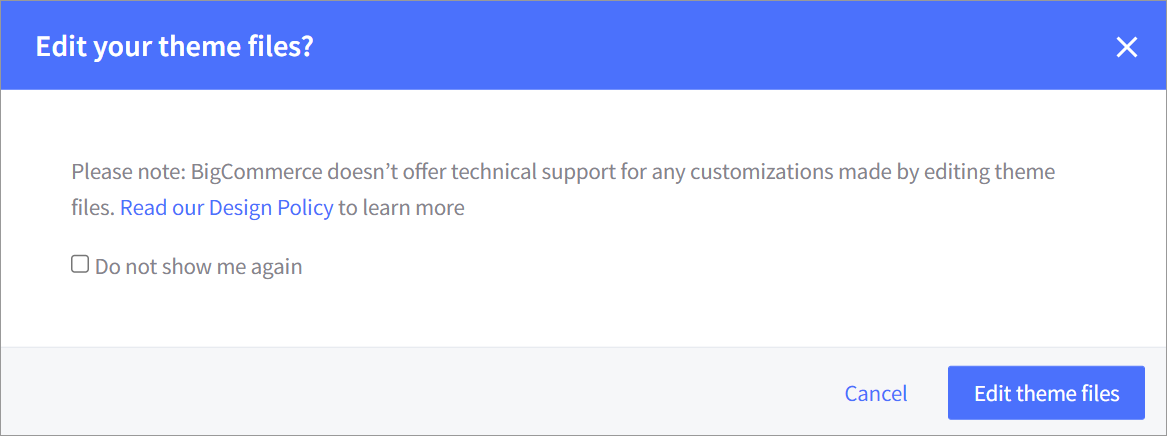 Edit your theme files?
Please note: BigCommerce doesn’t offer technical support for any customizations made by editing theme
files. Read our Design Policy to learn more
Do not show me again
Cancel
Edit theme files